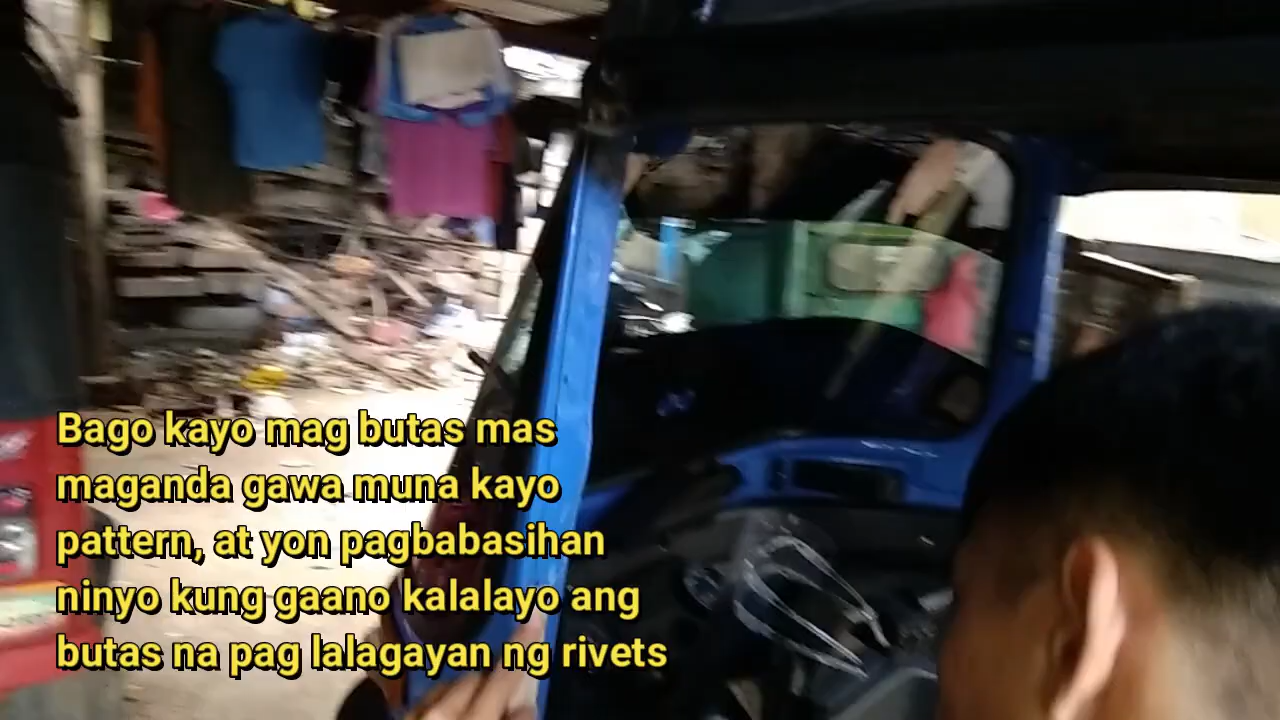 Bago kayo mag butas mas
maganda gawa muna kayo
pattern, at yon pagbabasihan
ninyo kung gaano kalalayo ang
butas na pag lalagayan ng rivets